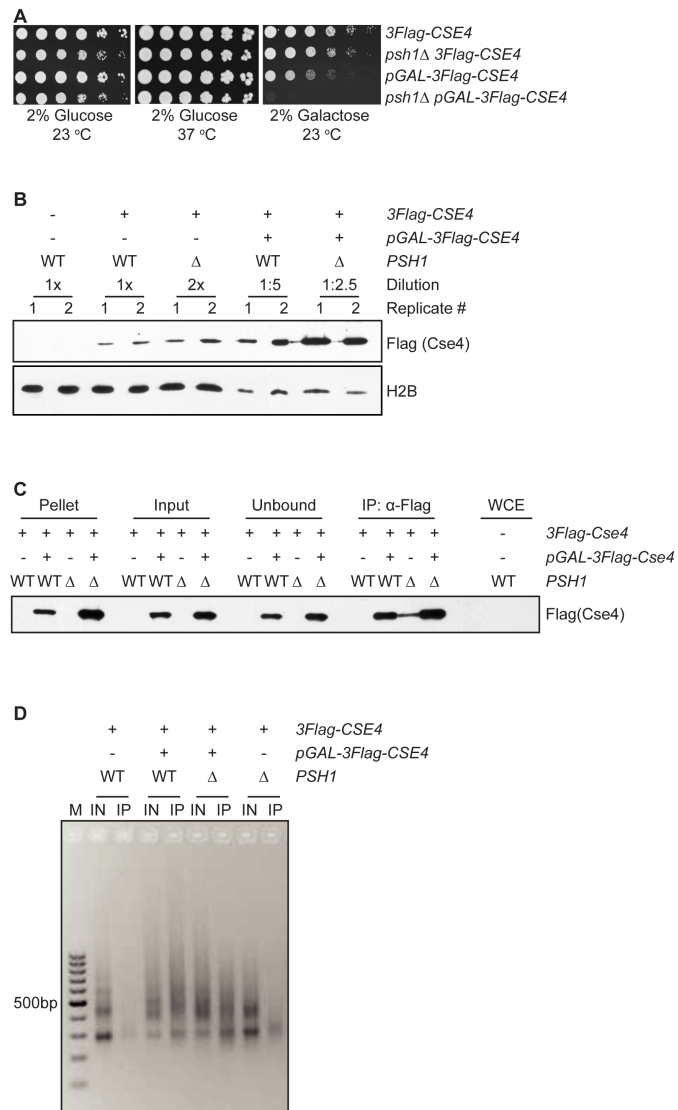 A
3Flag-CSE4
psh1Δ 3Flag-CSE4
pGAL-3Flag-CSE4
psh1Δ pGAL-3Flag-CSE4
2% Glucose 2% Glucose 2% Galactose
23 °C 37 °C 23 °C
B
- + + + + 3Flag-CSE4
- - - + + pGAL-3Flag-CSE4
WT WT Δ WT Δ PSH1
1x 1x 2x 1:5 1:2.5 Dilution
1 2 1 2 1 2 1 2 1 2 Replicate #
Flag (Cse4)
H2B
C
Pellet Input Unbound IP: α-Flag WCE
+ + + + + + + + + + + + + + + + - 3Flag-Cse4
- + - + - + - + - + - + - + - + - pGAL-3Flag-Cse4
WT WT Δ Δ WT WT Δ Δ WT WT Δ Δ WT WT Δ Δ WT PSH1
Flag(Cse4)
D
+ + + + 3Flag-CSE4
- + + - pGAL-3Flag-CSE4
WT WT Δ Δ PSH1
M IN IP IN IP IN IP IN IP
500bp